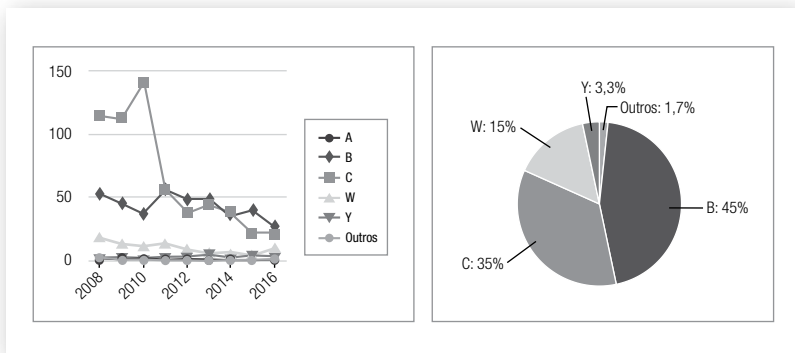 150
100
50
0
2008
2010
2012
2014
2016
A
B
C
W
Y
Outros
Y: 3,3%
Outros: 1,7%
W: 15%
B: 45%
C: 35%